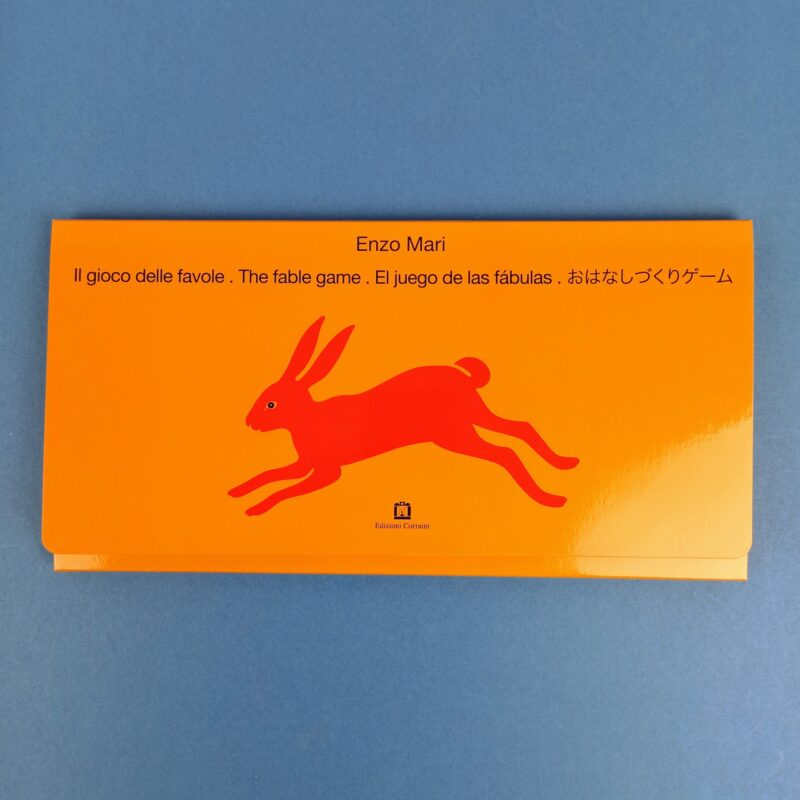 Enzo Mari
Il gioco delle favole . The fable game . El juego de las fábulas . おはなしづくりゲーム
Edizioni Corraini